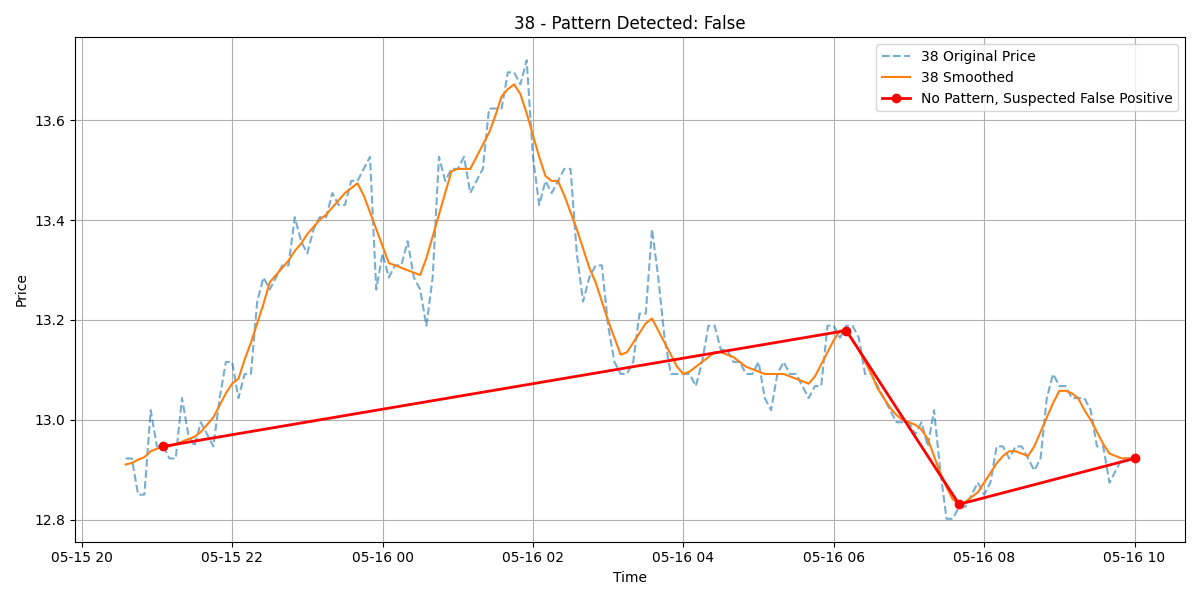 38 - Pattern Detected: False
38 Original Price
38 Smoothed
No Pattern, Suspected False Positive
Price
13.6
13.4
13.2
13.0
12.8
05-15 20
05-15 22
05-16 00
05-16 02
05-16 04
05-16 06
05-16 08
05-16 10
Time